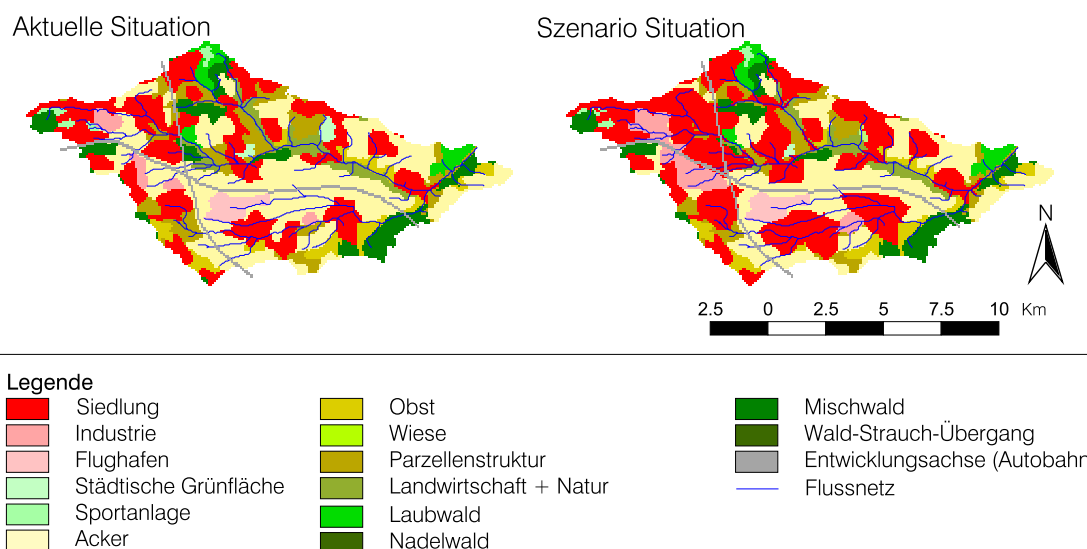 Aktuelle Situation
Szenario Situation
N
2.5 0 2.5 5 7.5 10 Km
Legende
Siedlung
Industrie
Flughafen
Städtische Grünfläche
Sportanlage
Acker
Obst
Wiese
Parzellenstruktur
Landwirtschaft + Natur
Laubwald
Nadelwald
Mischwald
Wald-Strauch-Übergang
Entwicklungsachse (Autobahn
Flussnetz